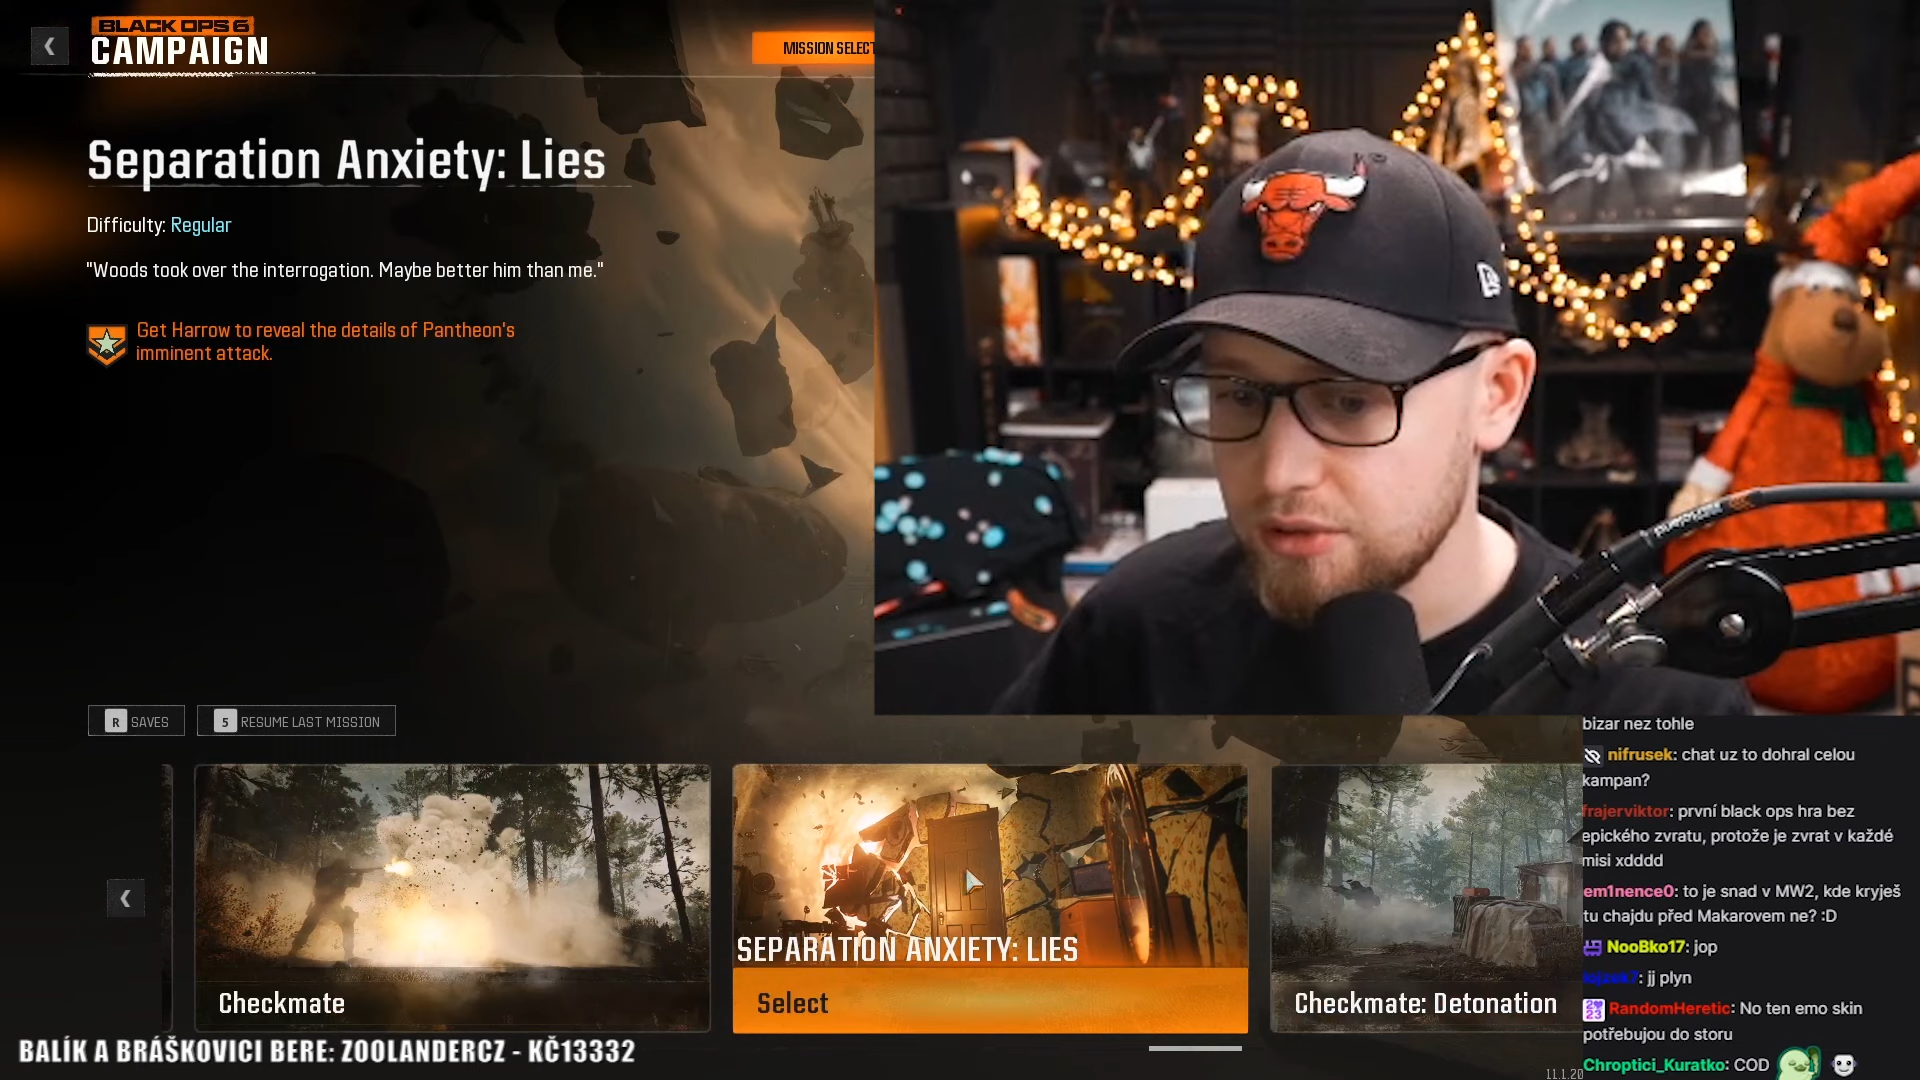 BLACK OPS 6
CAMPAIGN
MISSION SELECT
Separation Anxiety: Lies
Difficulty: Regular
"Woods took over the interrogation. Maybe better him than me."
Get Harrow to reveal the details of Pantheon's
imminent attack.
R SAVES
5 RESUME LAST MISSION
Checkmate
SEPARATION ANXIETY: LIES
Select
Checkmate: Detonation
BALÍK A BRÁŠKOVICI BERE: ZOOLANDERCZ - KČ13332
11.1.20
bizar nez tohle
nifrusek: chat uz to dohral celou
kampan?
frajerviktor: první black ops hra bez
epického zvratu, protože je zvrat v každé
misi xdddd
em1nence0: to je snad v MW2, kde kryješ
tu chajdu před Makarovem ne? :D
NooBko17: jop
: jj plyn
RandomHeretic: No ten emo skin
potřebujou do storu
Chroptici_Kuratko: COD